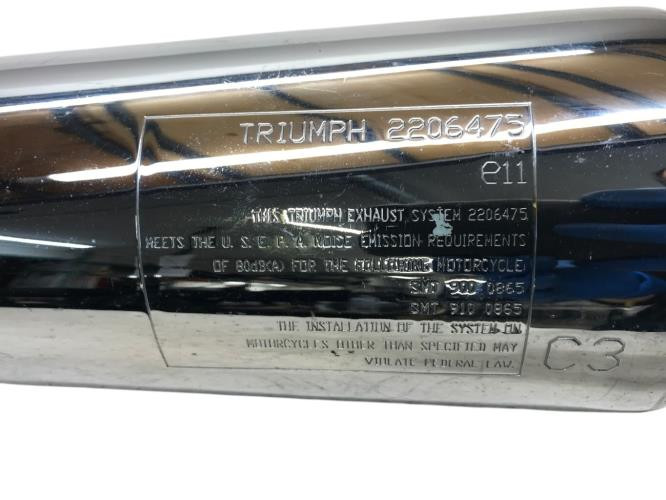 TRIUMPH 2206475
e11
THIS TRIUMPH EXHAUST SYSTEM 2206475
MEETS THE U. S. E. P. A. NOISE EMISSION REQUIREMENTS
OF 80dB(A) FOR THE FOLLOWING MOTORCYCLE
SMT 900 0865
SMT 910 0865
THE INSTALLATION OF THE SYSTEM ON
MOTORCYCLES OTHER THAN SPECIFIED MAY
VIOLATE FEDERAL LAW.
C3